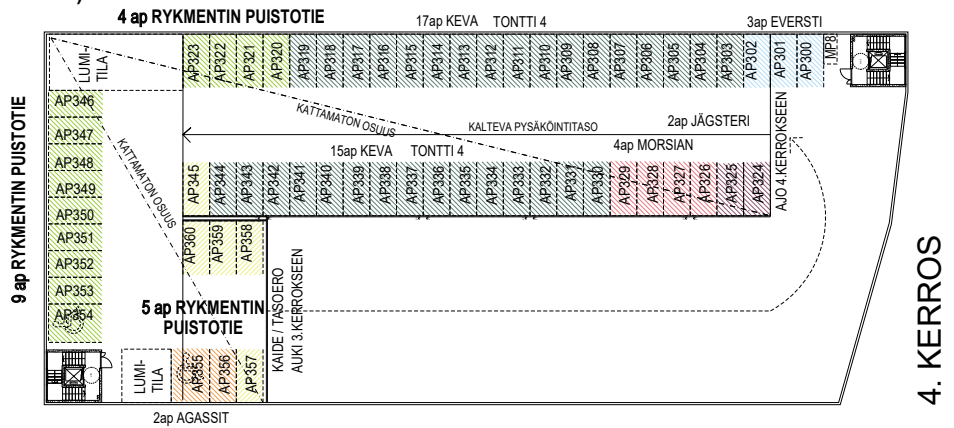 4 ap RYKMENTIN PUISTOTIE
17ap KEVA TONTTI 4
3ap EVERSTI
LUMI-
TILA
AP323
AP322
AP321
AP320
AP319
AP318
AP317
AP316
AP315
AP314
AP313
AP312
AP311
AP310
AP309
AP308
AP307
AP306
AP305
AP304
AP303
AP302
AP301
AP300
MP8
AP346
AP347
AP348
AP349
AP350
AP351
AP352
AP353
AP354
9 ap RYKMENTIN PUISTOTIE
KATTAMATON OSUUS
KATTAMATON OSUUS
KALTEVA PYSÄKÖINTITASO
2ap JÄGSTERI
15ap KEVA TONTTI 4
4ap MORSIAN
AP345
AP344
AP343
AP342
AP341
AP340
AP339
AP338
AP337
AP336
AP335
AP334
AP333
AP332
AP331
AP330
AP329
AP328
AP327
AP326
AP325
AP324
AJO 4.KERROKSEEN
AP360
AP359
AP358
5 ap RYKMENTIN
PUISTOTIE
KAIDE / TASOERO
AUKI 3.KERROKSEEN
LUMI-
TILA
AP355
AP356
AP357
2ap AGASSIT
4. KERROS